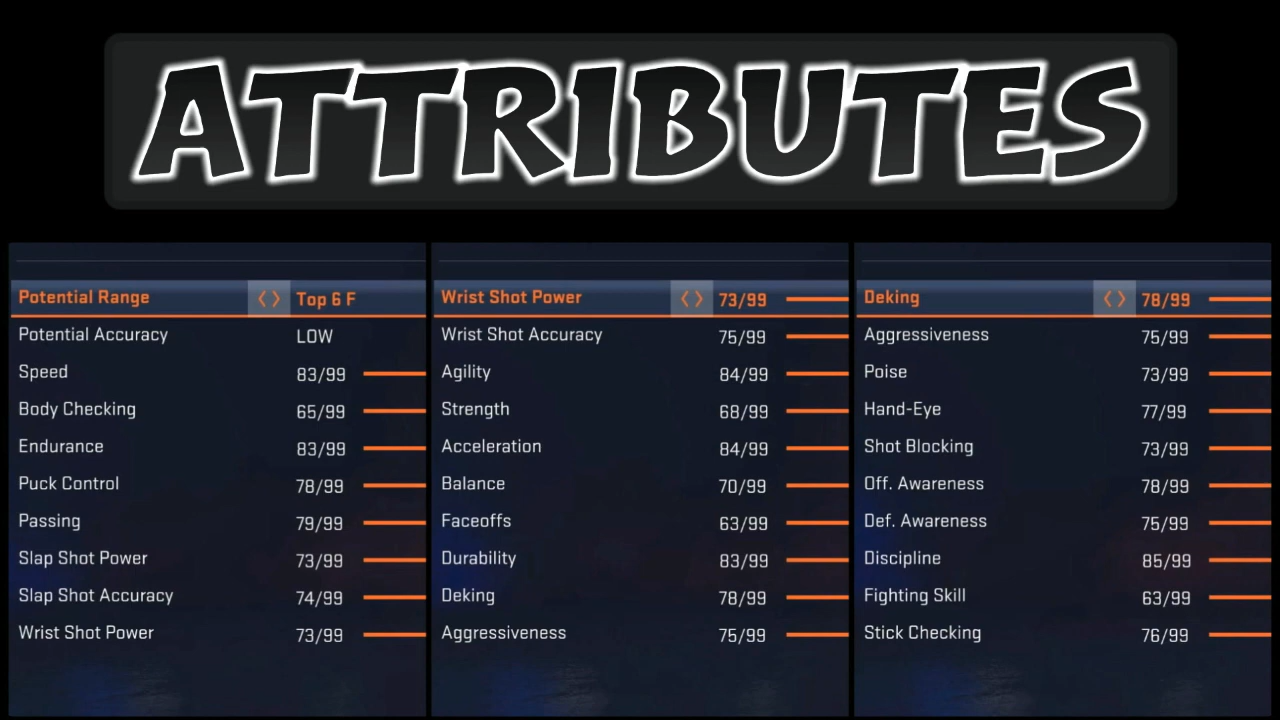 ATTRIBUTES
Potential Range <> Top 6 F
Potential Accuracy LOW
Speed 83/99
Body Checking 65/99
Endurance 83/99
Puck Control 78/99
Passing 79/99
Slap Shot Power 73/99
Slap Shot Accuracy 74/99
Wrist Shot Power 73/99
Wrist Shot Power <> 73/99
Wrist Shot Accuracy 75/99
Agility 84/99
Strength 68/99
Acceleration 84/99
Balance 70/99
Faceoffs 63/99
Durability 83/99
Deking 78/99
Aggressiveness 75/99
Deking <> 78/99
Aggressiveness 75/99
Poise 73/99
Hand-Eye 77/99
Shot Blocking 73/99
Off. Awareness 78/99
Def. Awareness 75/99
Discipline 85/99
Fighting Skill 63/99
Stick Checking 76/99